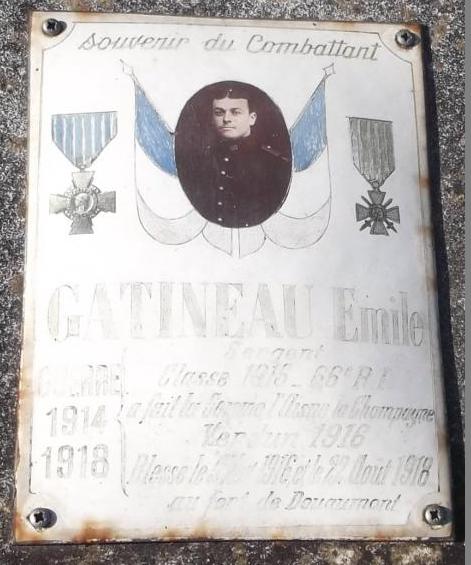 Souvenir du Combattant
GATINEAU Emile
Sergent
Classe 1915 _ 66e R.I.
GUERRE
1914
1918
a fait la l'Aisne la Champagne
Verdun 1916
Blessé le 1916 et le 22 Août 1918
au fort de Douaumont